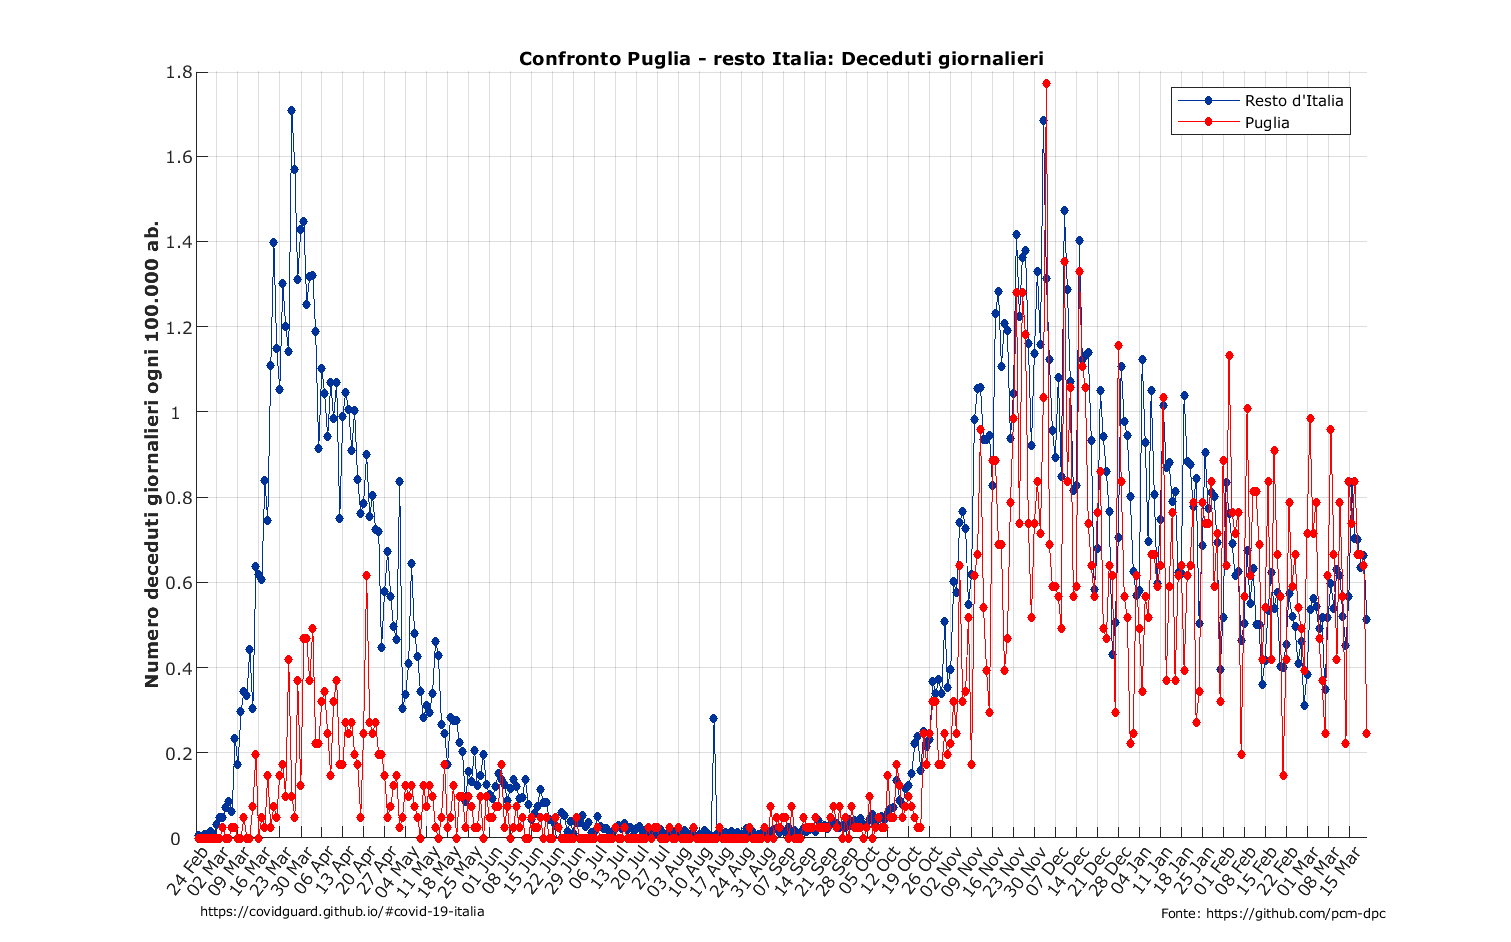 Confronto Puglia - resto Italia: Deceduti giornalieri
Resto d'Italia
Puglia
Numero deceduti giornalieri ogni 100.000 ab.
1.8
1.6
1.4
1.2
1
0.8
0.6
0.4
0.2
0
24 Feb
02 Mar
09 Mar
16 Mar
23 Mar
30 Mar
06 Apr
13 Apr
20 Apr
27 Apr
04 May
11 May
18 May
25 May
01 Jun
08 Jun
15 Jun
22 Jun
29 Jun
06 Jul
13 Jul
20 Jul
27 Jul
03 Aug
10 Aug
17 Aug
24 Aug
31 Aug
07 Sep
14 Sep
21 Sep
28 Sep
05 Oct
12 Oct
19 Oct
26 Oct
02 Nov
09 Nov
16 Nov
23 Nov
30 Nov
07 Dec
14 Dec
21 Dec
28 Dec
04 Jan
11 Jan
18 Jan
25 Jan
01 Feb
08 Feb
15 Feb
22 Feb
01 Mar
08 Mar
15 Mar
https://covidguard.github.io/#covid-19-italia
Fonte: https://github.com/pcm-dpc